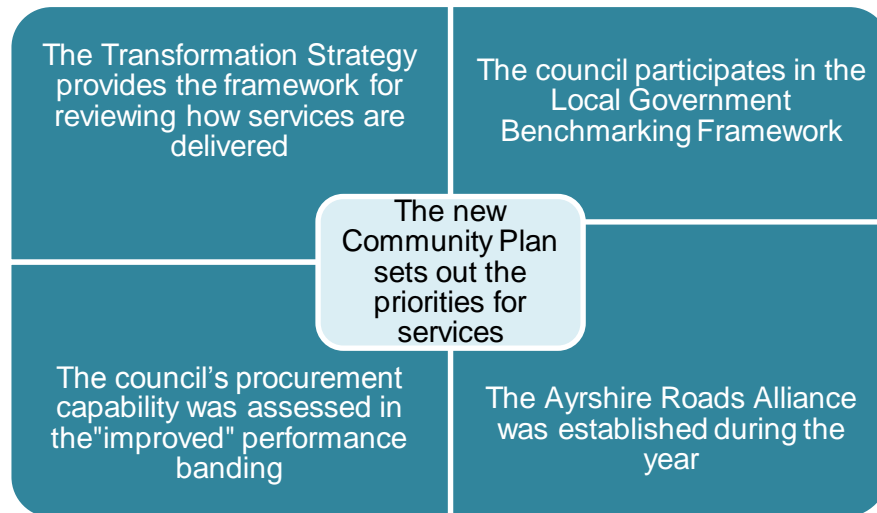 The Transformation Strategy
provides the framework for
reviewing how services are
delivered
The council participates in the
Local Government
Benchmarking Framework
The new
Community Plan
sets out the
priorities for
services
The council’s procurement
capability was assessed in
the"improved" performance
banding
The Ayrshire Roads Alliance
was established during the
year